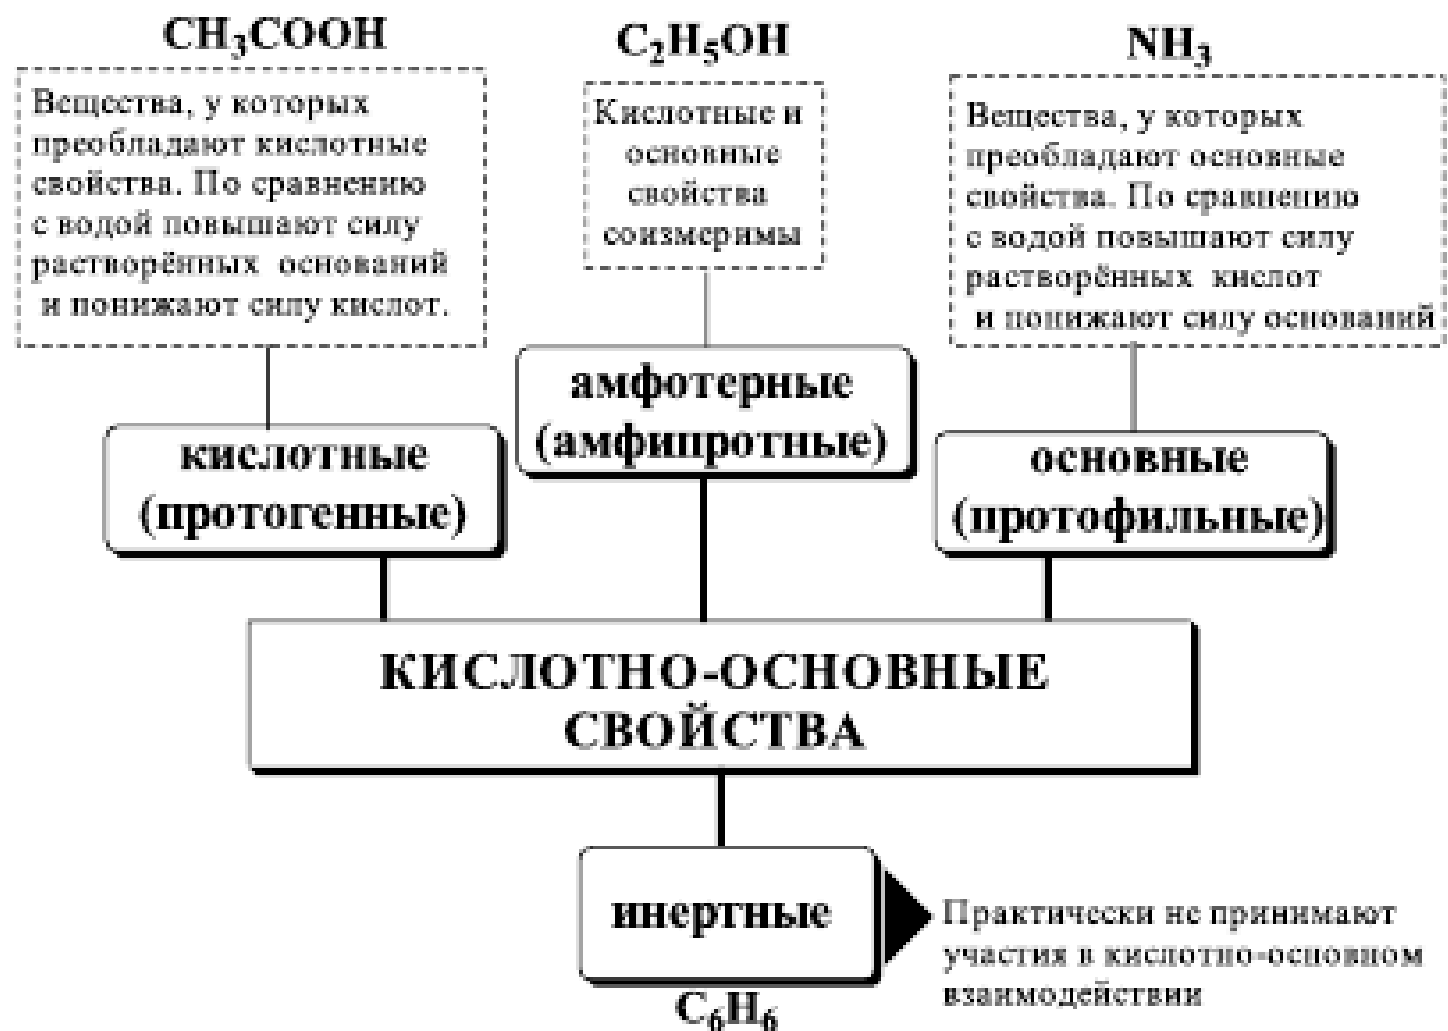 CH₃COOH
Вещества, у которых
преобладают кислотные
свойства. По сравнению
с водой повышают силу
растворённых оснований
и понижают силу кислот.
C₂H₅OH
Кислотные и
основные
свойства
соизмеримы
NH₃
Вещества, у которых
преобладают основные
свойства. По сравнению
с водой повышают силу
растворённых кислот
и понижают силу оснований
кислотные
(протогенные)
амфотерные
(амфипротные)
основные
(протофильные)
КИСЛОТНО-ОСНОВНЫЕ
СВОЙСТВА
инертные
C₆H₆
Практически не принимают
участия в кислотно-основном
взаимодействии